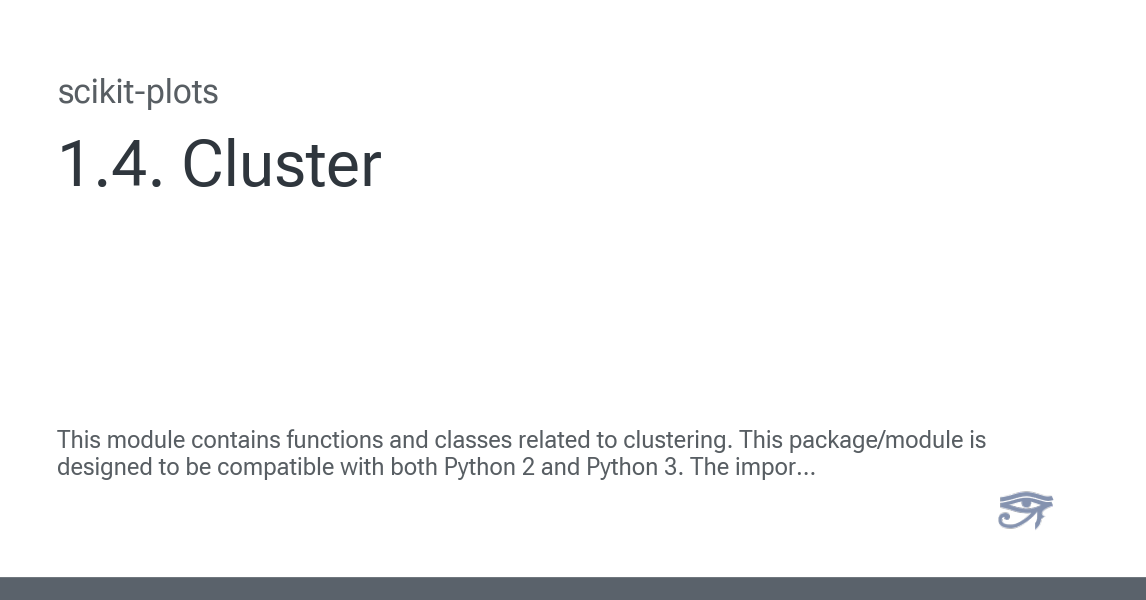 scikit-plots
1.4. Cluster
This module contains functions and classes related to clustering. This package/module is
designed to be compatible with both Python 2 and Python 3. The impor...